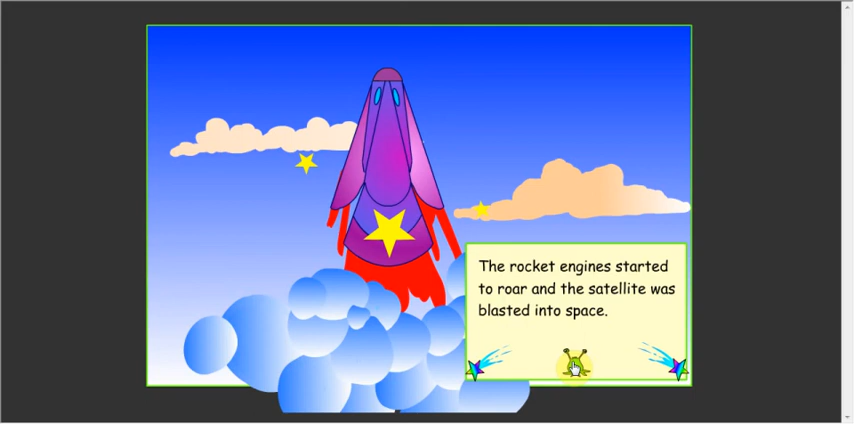 The rocket engines started
to roar and the satellite was
blasted into space.